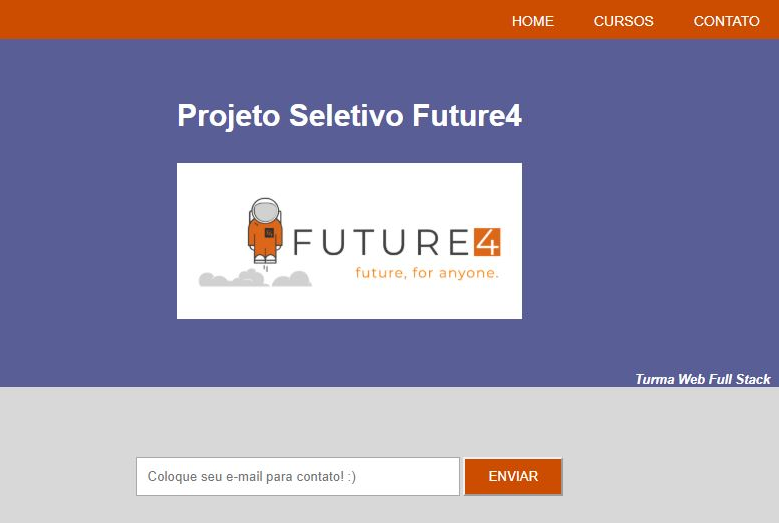 HOME CURSOS CONTATO
Projeto Seletivo Future4
FUTURE4
future, for anyone.
Turma Web Full Stack
Coloque seu e-mail para contato! :) ENVIAR